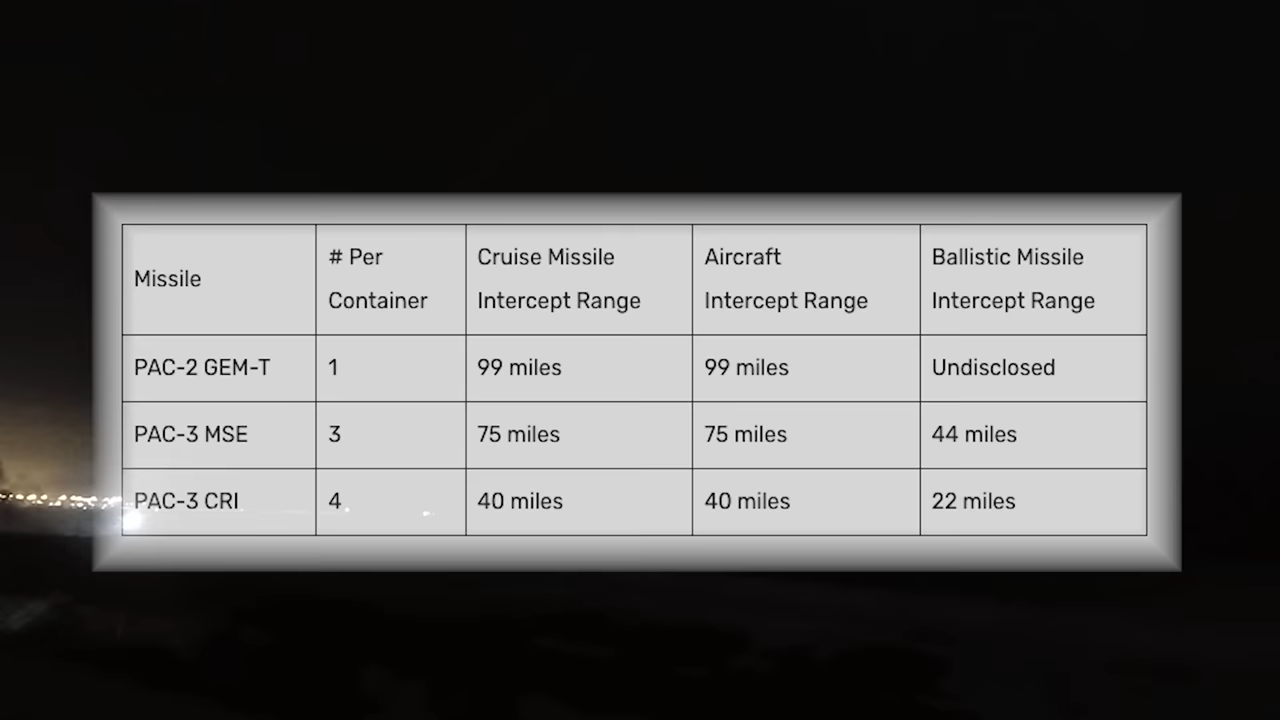 Missile
# Per
Container
Cruise Missile
Intercept Range
Aircraft
Intercept Range
Ballistic Missile
Intercept Range
PAC-2 GEM-T
1
99 miles
99 miles
Undisclosed
PAC-3 MSE
3
75 miles
75 miles
44 miles
PAC-3 CRI
4
40 miles
40 miles
22 miles